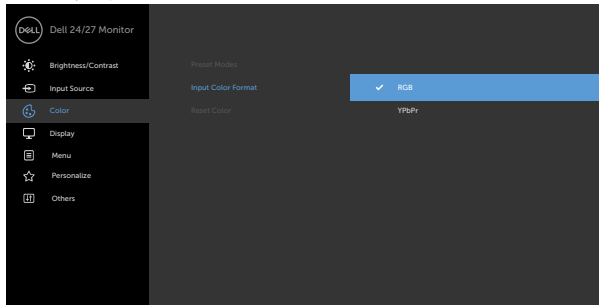 DELL
Dell 24/27 Monitor
Brightness/Contrast
Input Source
Color
Display
Menu
Personalize
Others
Preset Modes
Input Color Format
Reset Color
RGB
YPbPr